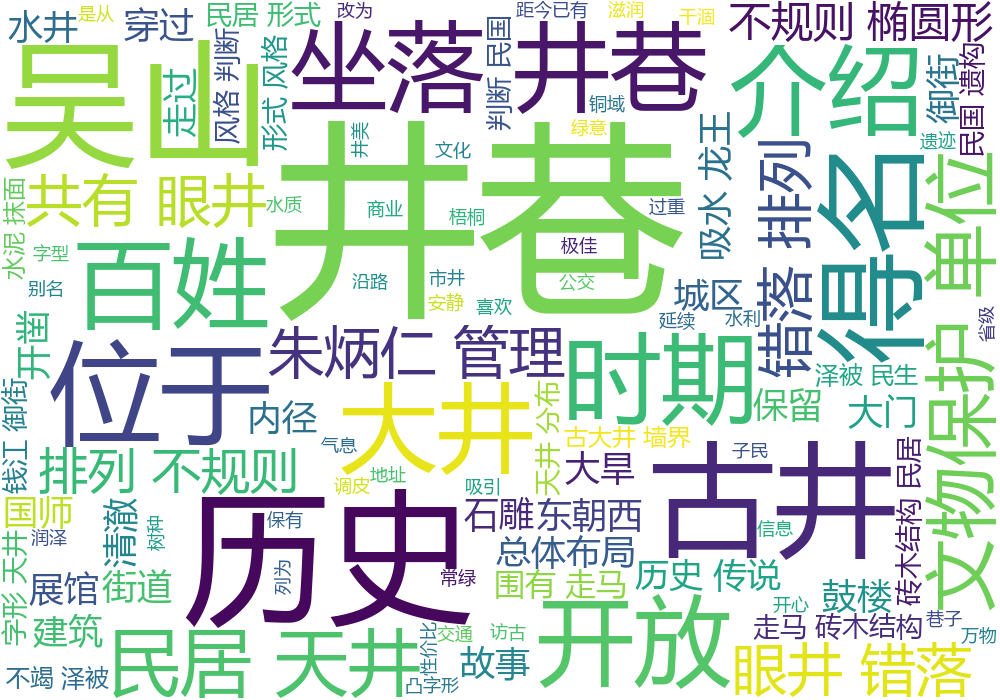 是从
水井
穿过
民居 形式
改为
距今已有
滋润
干涸
不规则 椭圆形
吴山
走过
风格 判断
形式 风格
坐落
判断 民国
井巷
铜域
绿意
介绍
御街
民国 遗构
遗迹
井美
文化
井巷
吸水 龙王
排列
得名
单位
共有 眼井
水质
商业
梧桐
过重
极佳
水泥 抹面
字型
别名
百姓
沿路
市井
安静
公交
喜欢
城区
延续
水利
错落
省级
文物保护
开凿
位于
朱炳仁 管理
时期
泽被 民生
保留
大门
钱江 御街
内径
大井
天井 分布
古大井 墙界
子民
气息
排列 不规则
地址
调皮
吸引
大旱
古井
砖木结构 民居
国师
清澈
树种
保有
历史
石雕
东朝西
信息
润泽
总体布局
字形 天井
展馆
街道
列为
常绿
围有 走马
历史 传说
鼓楼
开心
建筑
民居 天井
交通
访古
开放
走马 砖木结构
巷子
万物
不竭 泽被
性价比
凸字形
故事
眼井 错落